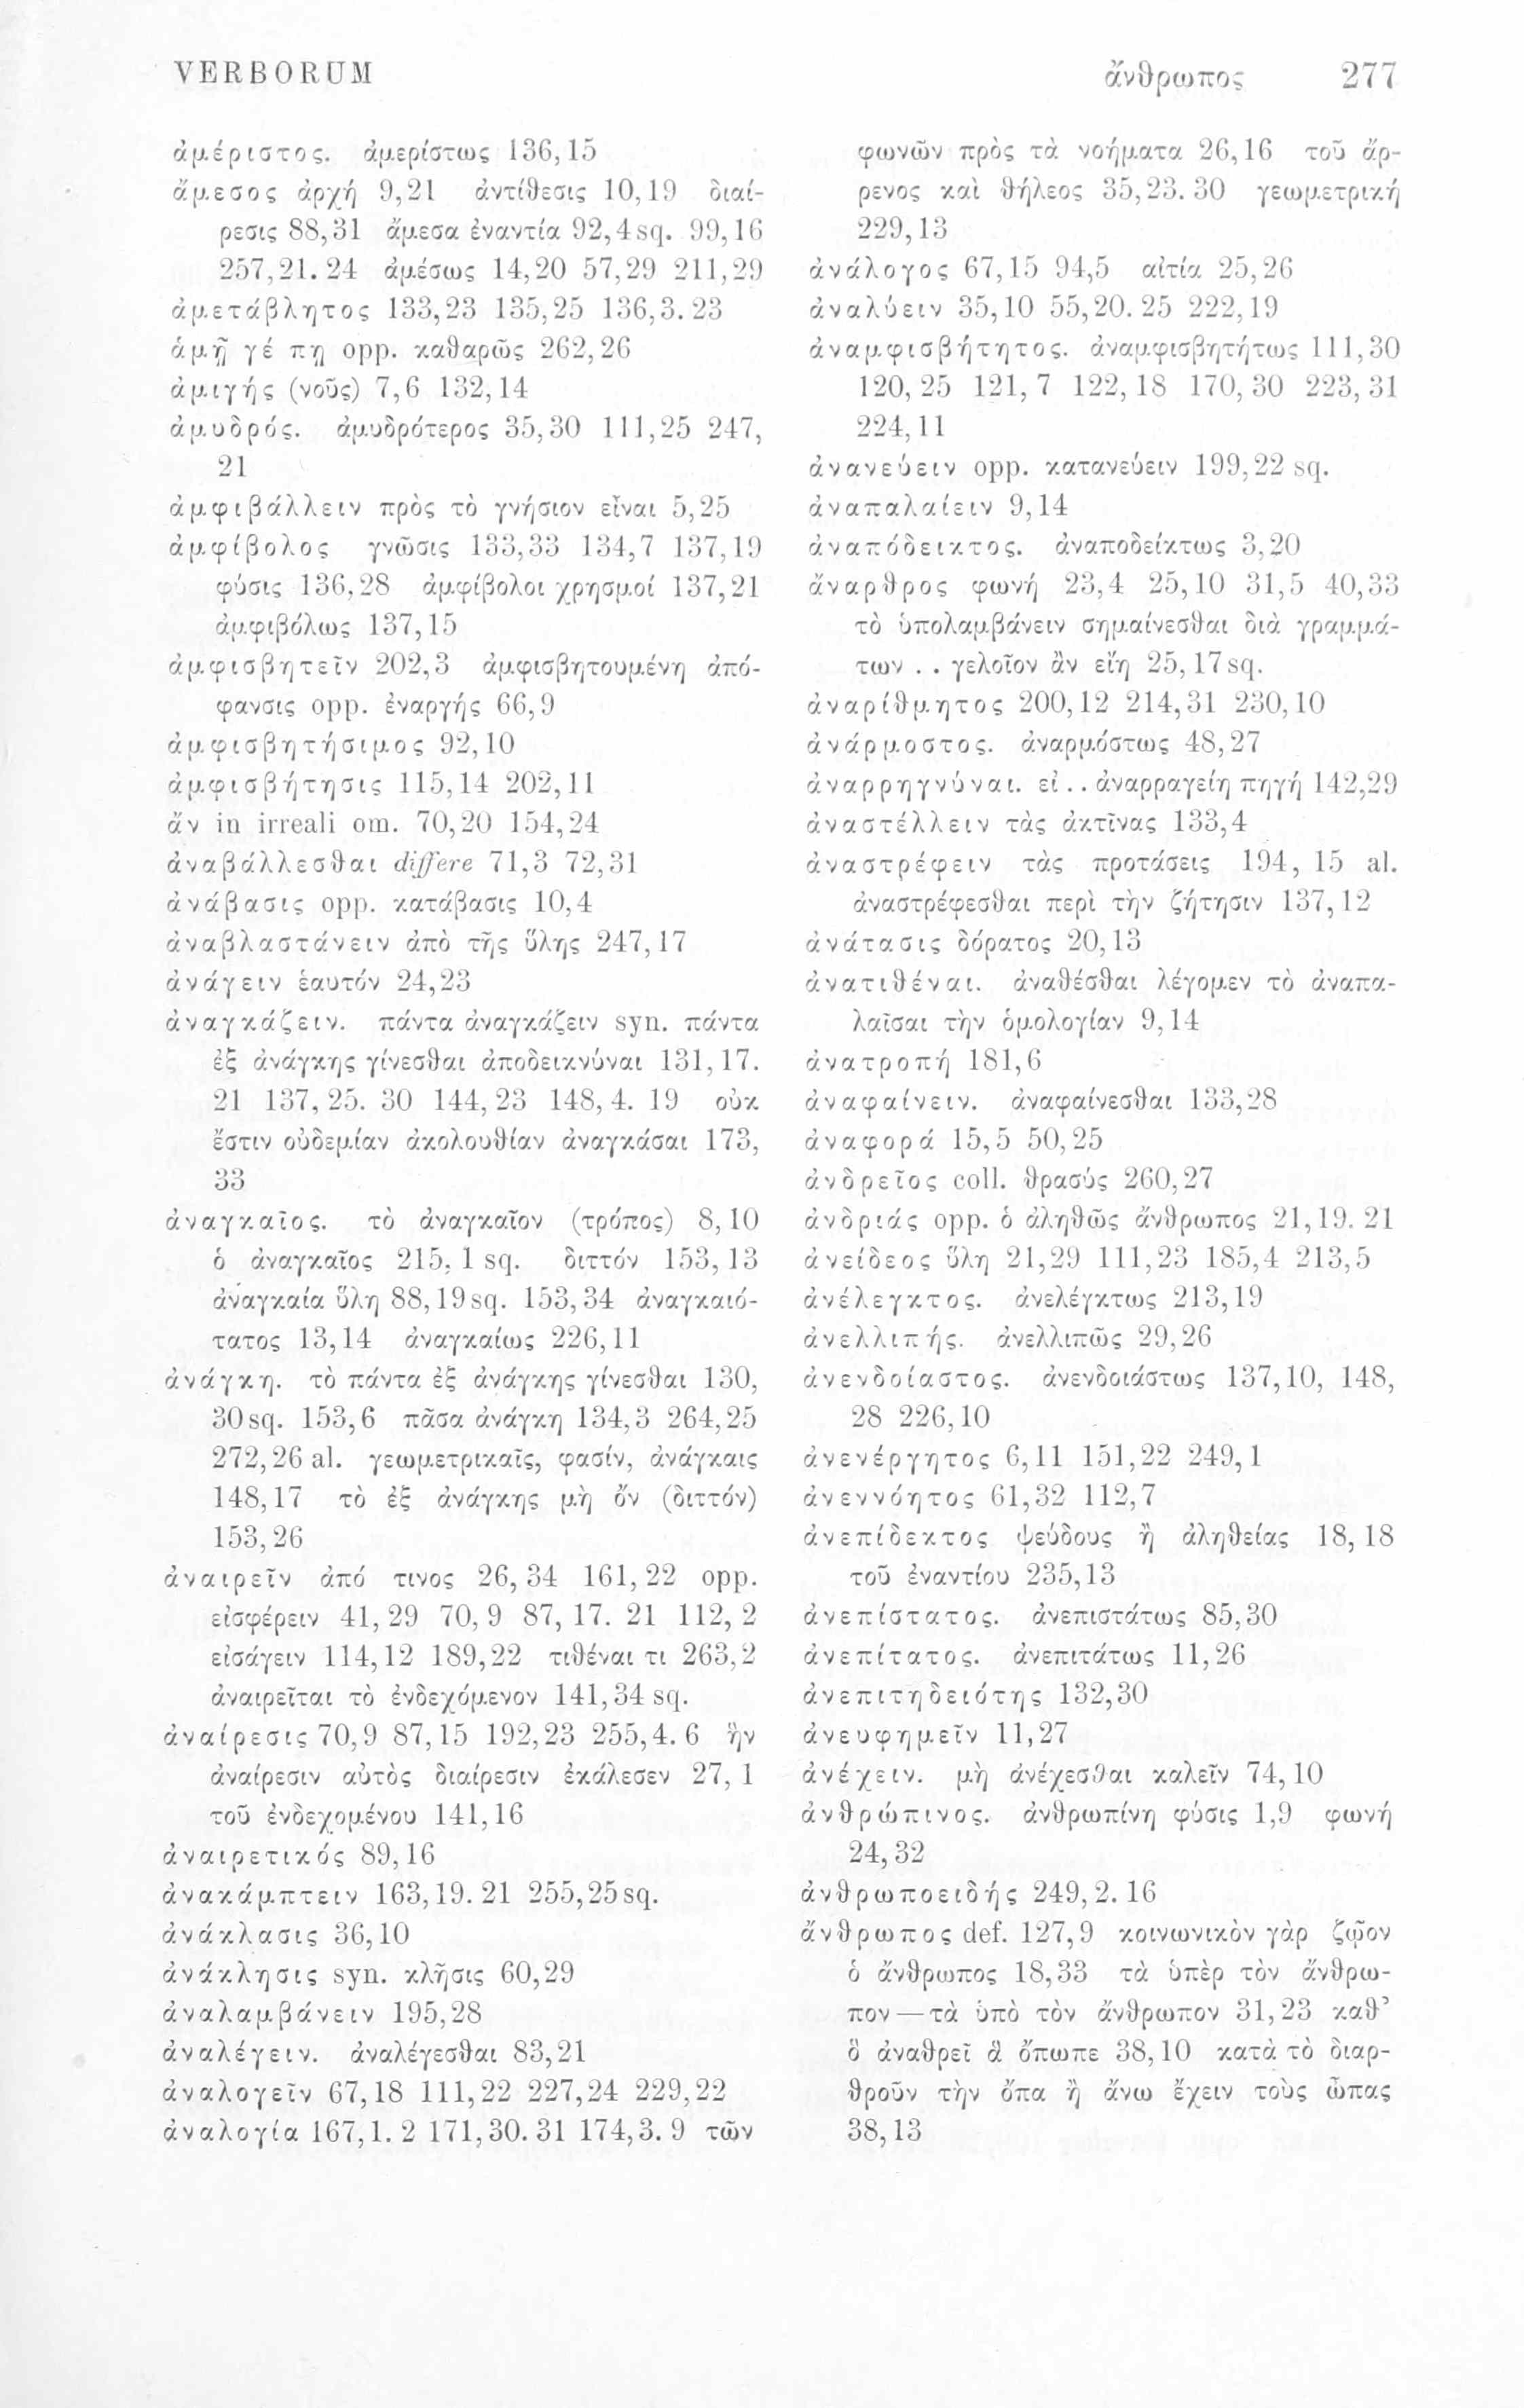 VERBORUM ἄνθρωπος 277
ἀμέριστος. ἀμερίστως 136,15
ἄμεσος ἀρχή 9,21 ἀντίθεσις 10,19 διαί-
ρεσις 88,31 ἄμεσα ἐναντία 92,4sq. 99,16
257,21. 24 ἀμέσως 14,20 57,29 211,29
ἀμετάβλητος 133,23 135,25 136,3. 23
ἁμῇ γέ πῃ opp. καθαρῶς 262,26
ἀμιγής (νοῦς) 7,6 132,14
ἀμυδρός. ἀμυδρότερος 35,30 111,25 247,
21
ἀμφιβάλλειν πρὸς τὸ γνήσιον εἶναι 5,25
ἀμφίβολος γνῶσις 133,33 134,7 137,19
φύσις 136,28 ἀμφίβολοι χρησμοί 137,21
ἀμφιβόλως 137,15
ἀμφισβητεῖν 202,3 ἀμφισβητουμένη ἀπό-
φανσις opp. ἐναργής 66,9
ἀμφισβητήσιμος 92,10
ἀμφισβήτησις 115,14 202,11
ἄν in irreali om. 70,20 154,24
ἀναβάλλεσθαι differe 71,3 72,31
ἀνάβασις opp. κατάβασις 10,4
ἀναβλαστάνειν ἀπὸ τῆς ὕλης 247,17
ἀνάγειν ἑαυτόν 24,23
ἀναγκάζειν. πάντα ἀναγκάζειν syn. πάντα
ἐξ ἀνάγκης γίνεσθαι ἀποδεικνύναι 131,17.
21 137,25. 30 144,23 148,4. 19 οὐκ
ἔστιν οὐδεμίαν ἀκολουθίαν ἀναγκάσαι 173,
33
ἀναγκαῖος. τὸ ἀναγκαῖον (τρόπος) 8,10
ὁ ἀναγκαῖος 215,1 sq. διττόν 153,13
ἀναγκαία ὕλη 88,19sq. 153,34 ἀναγκαιό-
τατος 13,14 ἀναγκαίως 226,11
ἀνάγκη. τὸ πάντα ἐξ ἀνάγκης γίνεσθαι 130,
30sq. 153,6 πᾶσα ἀνάγκη 134,3 264,25
272,26 al. γεωμετρικαῖς, φασίν, ἀνάγκαις
148,17 τὸ ἐξ ἀνάγκης μὴ ὄν (διττόν)
153,26
ἀναιρεῖν ἀπό τινος 26,34 161,22 opp.
εἰσφέρειν 41,29 70,9 87,17. 21 112,2
εἰσάγειν 114,12 189,22 τιθέναι τι 263,2
ἀναιρεῖται τὸ ἐνδεχόμενον 141,34 sq.
ἀναίρεσις 70,9 87,15 192,23 255,4. 6 ἣν
ἀναίρεσιν αὐτὸς διαίρεσιν ἐκάλεσεν 27,1
τοῦ ἐνδεχομένου 141,16
ἀναιρετικός 89,16
ἀνακάμπτειν 163,19. 21 255,25sq.
ἀνάκλασις 36,10
ἀνάκλησις syn. κλῆσις 60,29
ἀναλαμβάνειν 195,28
ἀναλέγειν. ἀναλέγεσθαι 83,21
ἀναλογεῖν 67,18 111,22 227,24 229,22
ἀναλογία 167,1. 2 171,30. 31 174,3. 9 τῶν
φωνῶν πρὸς τὰ νοήματα 26,16 τοῦ ἄρ-
ρενος καὶ θήλεος 35,23. 30 γεωμετρική
229,13
ἀνάλογος 67,15 94,5 αἰτία 25,26
ἀναλύειν 35,10 55,20. 25 222,19
ἀναμφισβήτητος. ἀναμφισβητήτως 111,30
120,25 121,7 122,18 170,30 223,31
224,11
ἀνανεύειν opp. κατανεύειν 199,22 sq.
ἀναπαλαίειν 9,14
ἀναπόδεικτος. ἀναποδείκτως 3,20
ἄναρθρος φωνή 23,4 25,10 31,5 40,33
τὸ ὑπολαμβάνειν σημαίνεσθαι διὰ γραμμά-
των . . γελοῖον ἂν εἴη 25,17sq.
ἀναρίθμητος 200,12 214,31 230,10
ἀνάρμοστος. ἀναρμόστως 48,27
ἀναρρηγνύναι. εἰ . . ἀναρραγείη πηγή 142,29
ἀναστέλλειν τὰς ἀκτῖνας 133,4
ἀναστρέφειν τὰς προτάσεις 194,15 al.
ἀναστρέφεσθαι περὶ τὴν ζήτησιν 137,12
ἀνάτασις δόρατος 20,13
ἀνατιθέναι. ἀναθέσθαι λέγομεν τὸ ἀναπα-
λαῖσαι τὴν ὁμολογίαν 9,14
ἀνατροπή 181,6
ἀναφαίνειν. ἀναφαίνεσθαι 133,28
ἀναφορά 15,5 50,25
ἀνδρεῖος coll. θρασύς 260,27
ἀνδριάς opp. ὁ ἀληθῶς ἄνθρωπος 21,19. 21
ἀνείδεος ὕλη 21,29 111,23 185,4 213,5
ἀνέλεγκτος. ἀνελέγκτως 213,19
ἀνελλιπής. ἀνελλιπῶς 29,26
ἀνενδοίαστος. ἀνενδοιάστως 137,10, 148,
28 226,10
ἀνενέργητος 6,11 151,22 249,1
ἀνεννόητος 61,32 112,7
ἀνεπίδεκτος ψεύδους ἢ ἀληθείας 18,18
τοῦ ἐναντίου 235,13
ἀνεπίστατος. ἀνεπιστάτως 85,30
ἀνεπίτατος. ἀνεπιτάτως 11,26
ἀνεπιτηδειότης 132,30
ἀνευφημεῖν 11,27
ἀνέχειν. μὴ ἀνέχεσθαι καλεῖν 74,10
ἀνθρώπινος. ἀνθρωπίνη φύσις 1,9 φωνή
24,32
ἀνθρωποειδής 249,2. 16
ἄνθρωπος def. 127,9 κοινωνικὸν γὰρ ζῷον
ὁ ἄνθρωπος 18,33 τὰ ὑπὲρ τὸν ἄνθρω-
πον — τὰ ὑπὸ τὸν ἄνθρωπον 31,23 καθ’
ὃ ἀναθρεῖ ἃ ὄπωπε 38,10 κατὰ τὸ διαρ-
θροῦν τὴν ὄπα ἢ ἄνω ἔχειν τοὺς ὦπας
38,13